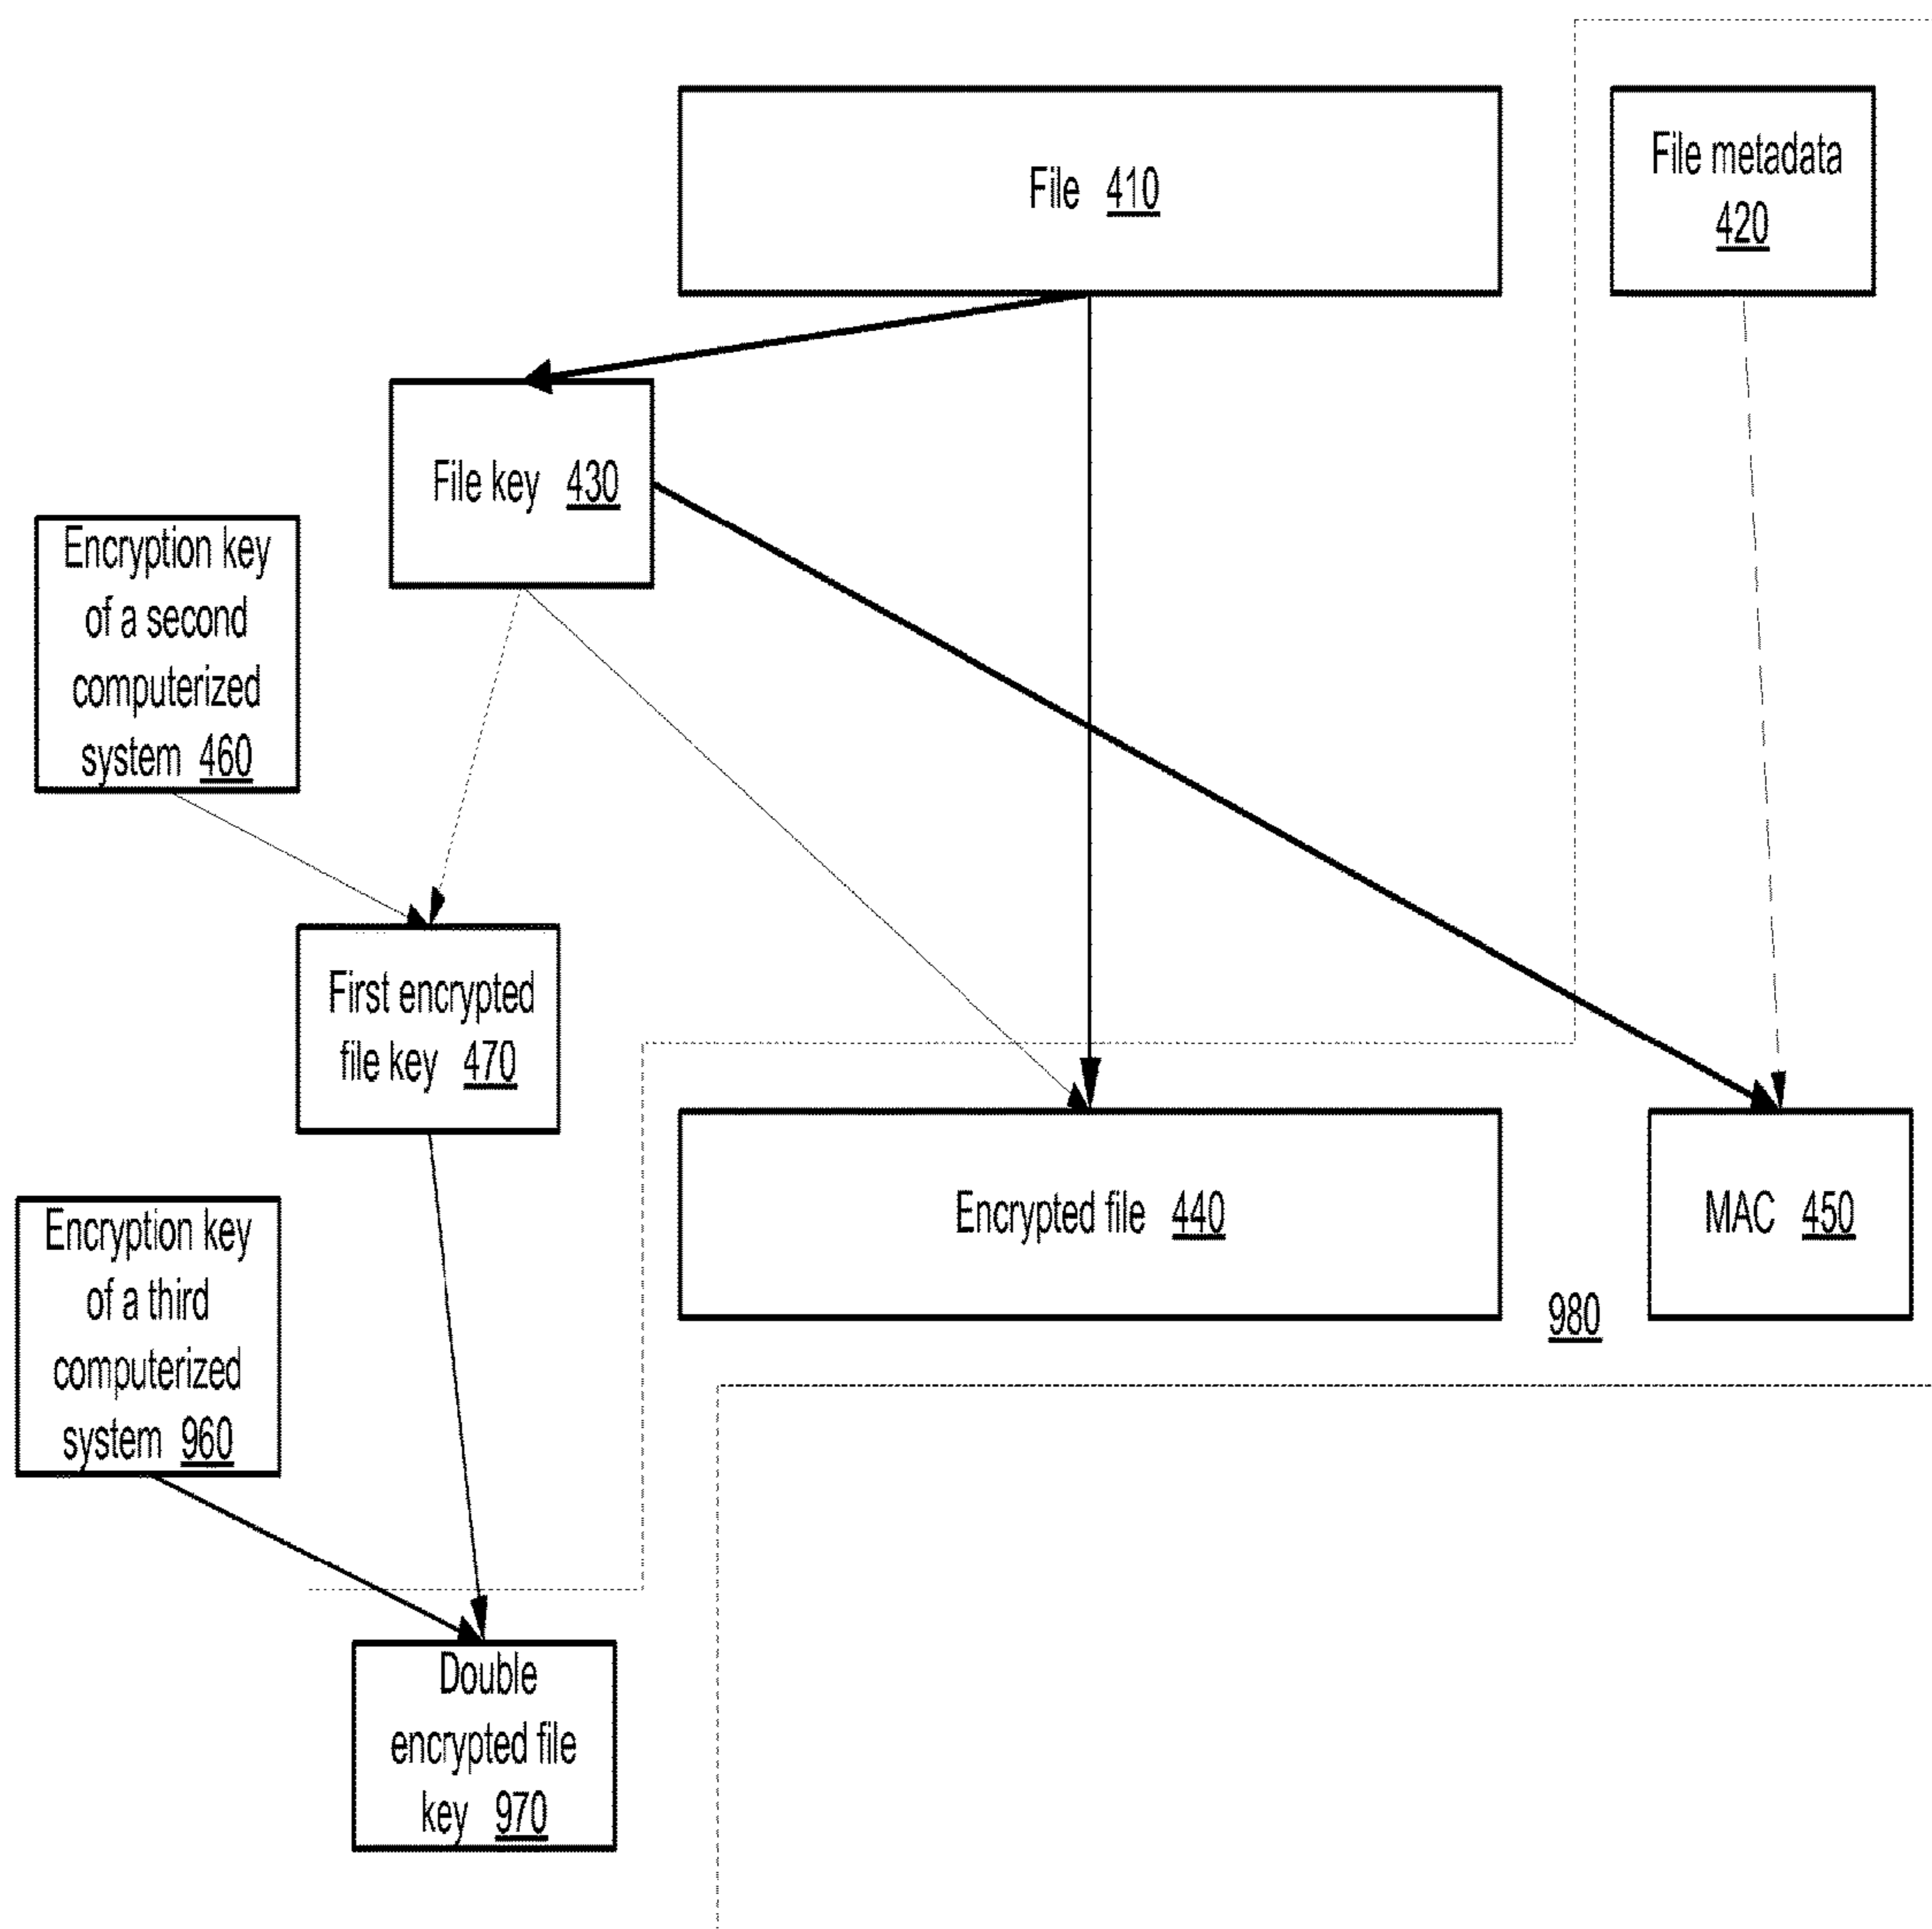 File 410
File metadata
420
File key 430
Encryption key
of a second
computerized
system 460
First encrypted
file key 470
Encrypted file 440
MAC 450
980
Encryption key
of a third
computerized
system 960
Double
encrypted file
key 970